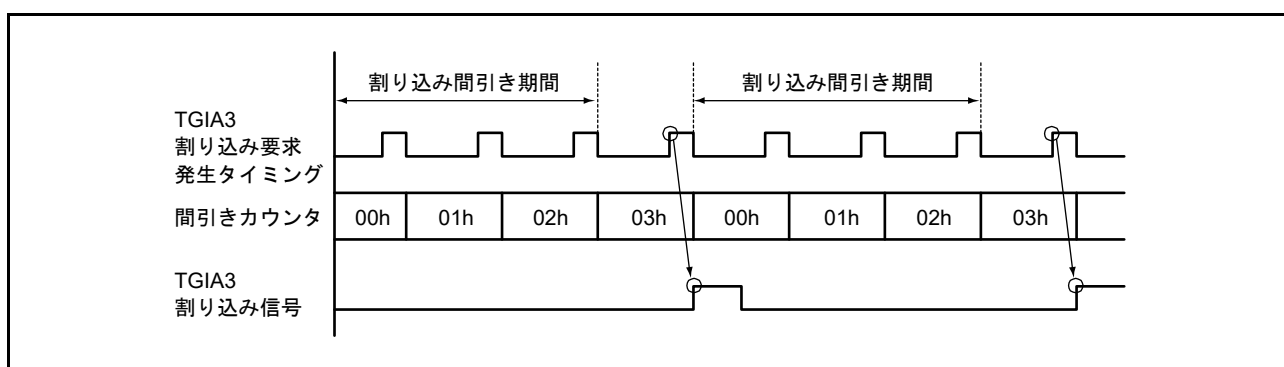 割り込み間引き期間 割り込み間引き期間
TGIA3
割り込み要求
発生タイミング
間引きカウンタ 00h 01h 02h 03h 00h 01h 02h 03h
TGIA3
割り込み信号